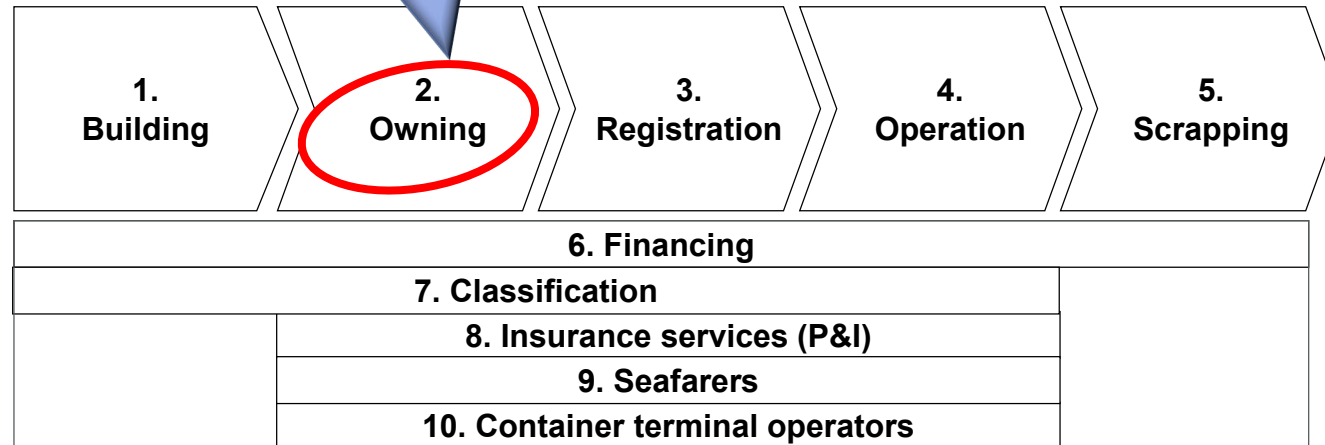 1.
Building
2.
Owning
3.
Registration
4.
Operation
5.
Scrapping
6. Financing
7. Classification
8. Insurance services (P&I)
9. Seafarers
10. Container terminal operators